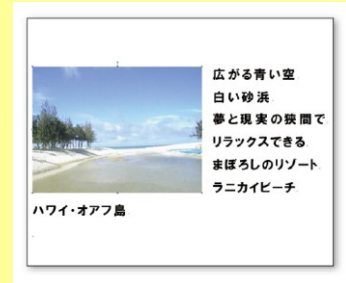 広がる青い空
白い砂浜
夢と現実の狭間で
リラックスできる
まぼろしのリゾート
ラニカイビーチ
ハワイ・オアフ島